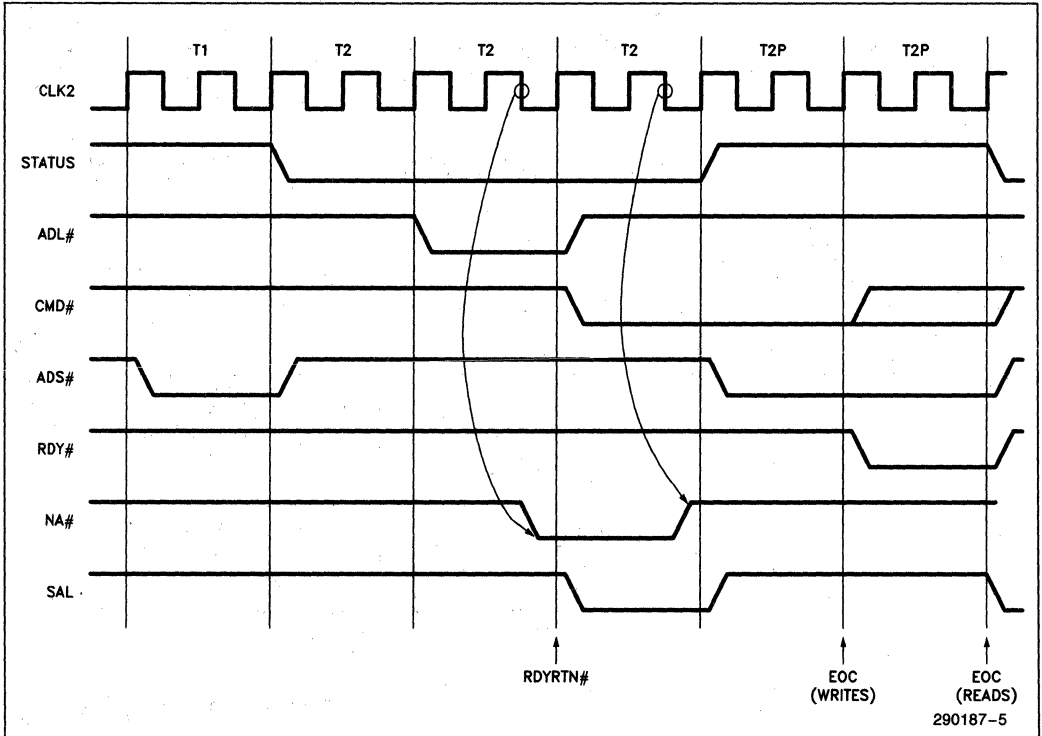 T1 T2 T2 T2 T2P T2P
CLK2
STATUS
ADL#
CMD#
ADS#
RDY#
NA#
SAL
RDYRTN# EOC EOC
(WRITES) (READS)
290187-5